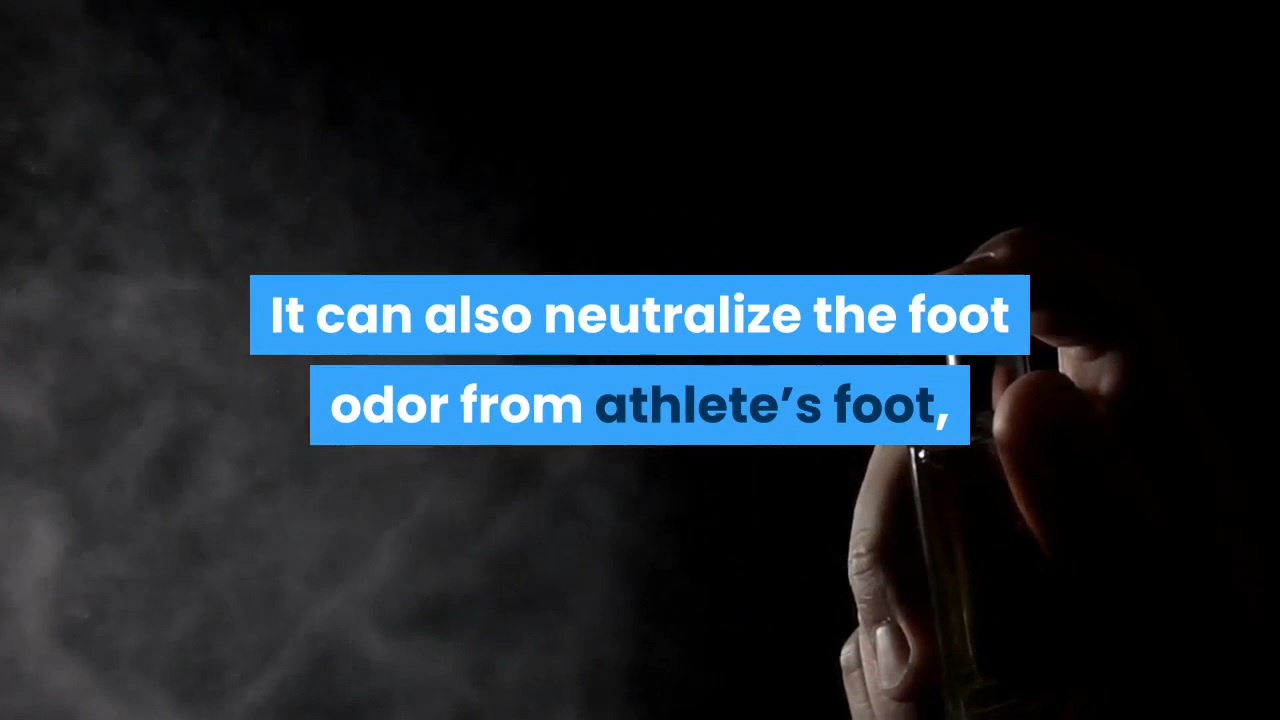 It can also neutralize the foot
odor from athlete’s foot,